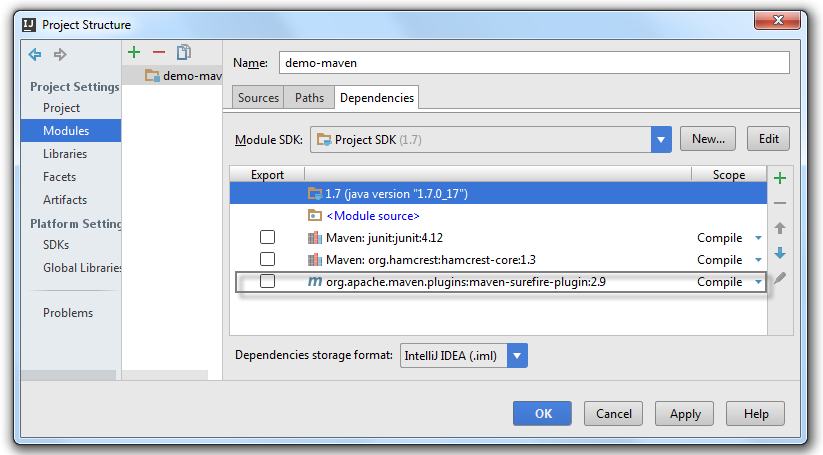 Project Structure
Name: demo-maven
demo-mav
Project Settings
Project
Modules
Libraries
Facets
Artifacts
Platform Setting
SDKs
Global Libraries
Problems
Sources Paths Dependencies
Module SDK: Project SDK (1.7) New... Edit
Export Scope
1.7 (java version "1.7.0_17")
<Module source>
Maven: junit:junit:4.12 Compile
Maven: org.hamcrest:hamcrest-core:1.3 Compile
m org.apache.maven.plugins:maven-surefire-plugin:2.9 Compile
Dependencies storage format: IntelliJ IDEA (.iml)
OK Cancel Apply Help